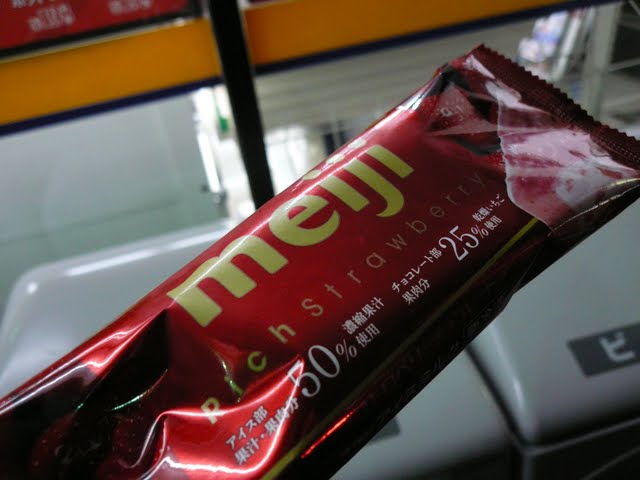 meiji
Rich Strawberry
アイス部
果汁・果肉分
50%
濃縮果汁
使用
チョコレート部
果肉分
25%
乾燥いちご
使用
ビ